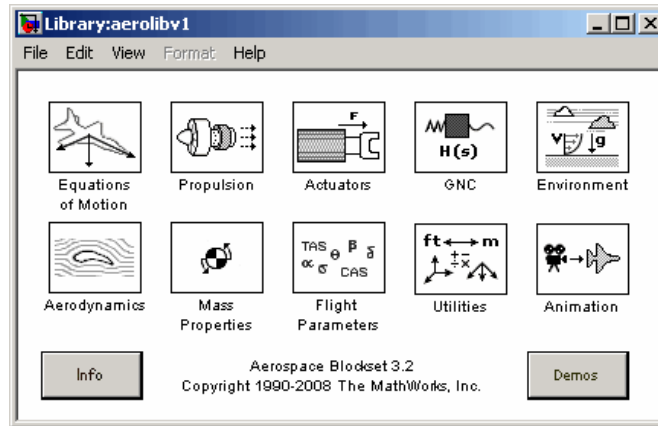 Library:aerolibv1
File Edit View Format Help
F
H(s)
V g
Equations
of Motion
Propulsion
Actuators
GNC
Environment
TAS θ β δ
α σ CAS
ft m
Aerodynamics
Mass
Properties
Flight
Parameters
Utilities
Animation
Info
Aerospace Blockset 3.2
Copyright 1990-2008 The MathWorks, Inc.
Demos